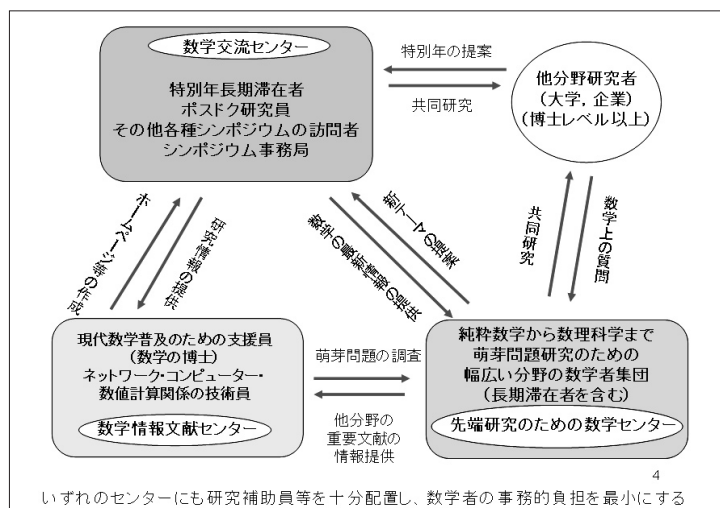 数学交流センター
特別年長期滞在者
ポスドク研究員
その他各種シンポジウムの訪問者
シンポジウム事務局
特別年の提案
共同研究
他分野研究者
(大学，企業)
(博士レベル以上)
ホームページ等の作成
研究情報の提供
新テーマの提案
数学の最新情報の提供
共同研究
数学上の質問
現代数学普及のための支援員
(数学の博士)
ネットワーク・コンピューター・
数値計算関係の技術員
数学情報文献センター
萌芽問題の調査
他分野の
重要文献の
情報提供
純粋数学から数理科学まで
萌芽問題研究のための
幅広い分野の数学者集団
(長期滞在者を含む)
先端研究のための数学センター
4
いずれのセンターにも研究補助員等を十分配置し、数学者の事務的負担を最小にする